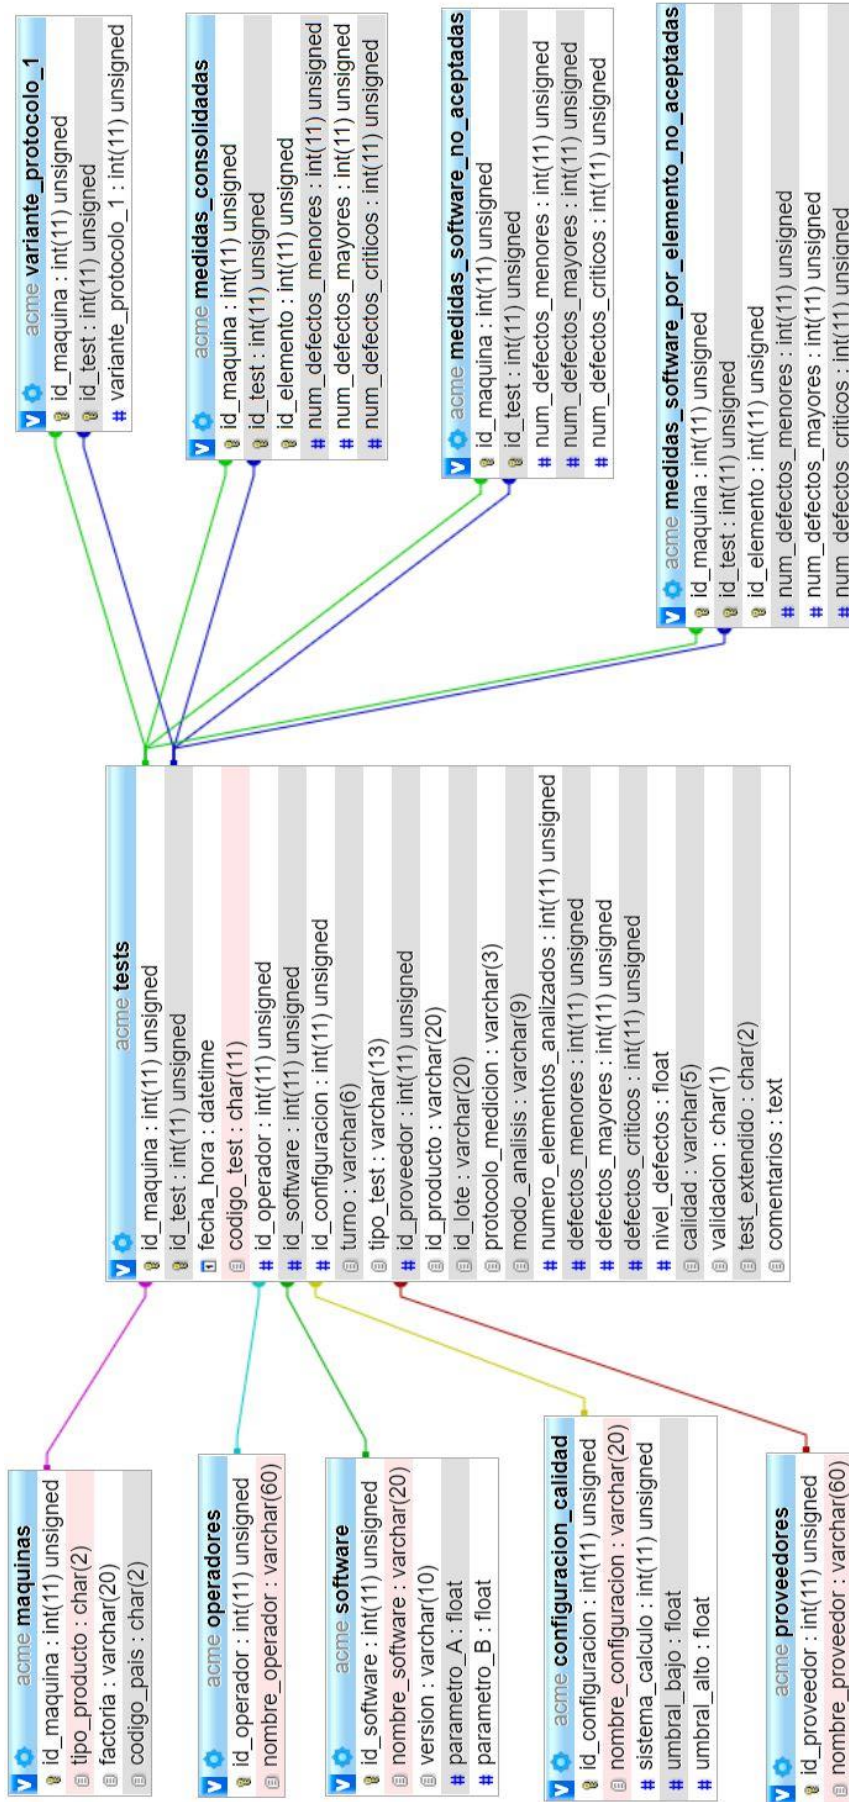 acme maquinas
id_maquina : int(11) unsigned
tipo_producto : char(2)
factoria : varchar(20)
codigo_pais : char(2)
acme operadores
id_operador : int(11) unsigned
nombre_operador : varchar(60)
acme software
id_software : int(11) unsigned
nombre_software : varchar(20)
version : varchar(10)
parametro_A : float
parametro_B : float
acme configuracion_calidad
id_configuracion : int(11) unsigned
nombre_configuracion : varchar(20)
sistema_calculo : int(11) unsigned
umbral_bajo : float
umbral_alto : float
acme proveedores
id_proveedor : int(11) unsigned
nombre_proveedor : varchar(60)
acme tests
id_maquina : int(11) unsigned
id_test : int(11) unsigned
fecha_hora : datetime
codigo_test : char(11)
id_operador : int(11) unsigned
id_software : int(11) unsigned
id_configuracion : int(11) unsigned
turno : varchar(6)
tipo_test : varchar(13)
id_proveedor : int(11) unsigned
id_producto : varchar(20)
id_lote : varchar(20)
protocolo_medicion : varchar(3)
modo_analisis : varchar(9)
numero_elementos_analizados : int(11) unsigned
defectos_menores : int(11) unsigned
defectos_mayores : int(11) unsigned
defectos_criticos : int(11) unsigned
nivel_defectos : float
calidad : varchar(5)
validacion : char(1)
test_extendido : char(2)
comentarios : text
acme variante_protocolo_1
id_maquina : int(11) unsigned
id_test : int(11) unsigned
variante_protocolo_1 : int(11) unsigned
acme medidas_consolidadas
id_maquina : int(11) unsigned
id_test : int(11) unsigned
id_elemento : int(11) unsigned
num_defectos_menores : int(11) unsigned
num_defectos_mayores : int(11) unsigned
num_defectos_criticos : int(11) unsigned
acme medidas_software_no_aceptadas
id_maquina : int(11) unsigned
id_test : int(11) unsigned
num_defectos_menores : int(11) unsigned
num_defectos_mayores : int(11) unsigned
num_defectos_criticos : int(11) unsigned
acme medidas_software_por_elemento_no_aceptadas
id_maquina : int(11) unsigned
id_test : int(11) unsigned
id_elemento : int(11) unsigned
num_defectos_menores : int(11) unsigned
num_defectos_mayores : int(11) unsigned
num_defectos_criticos : int(11) unsigned